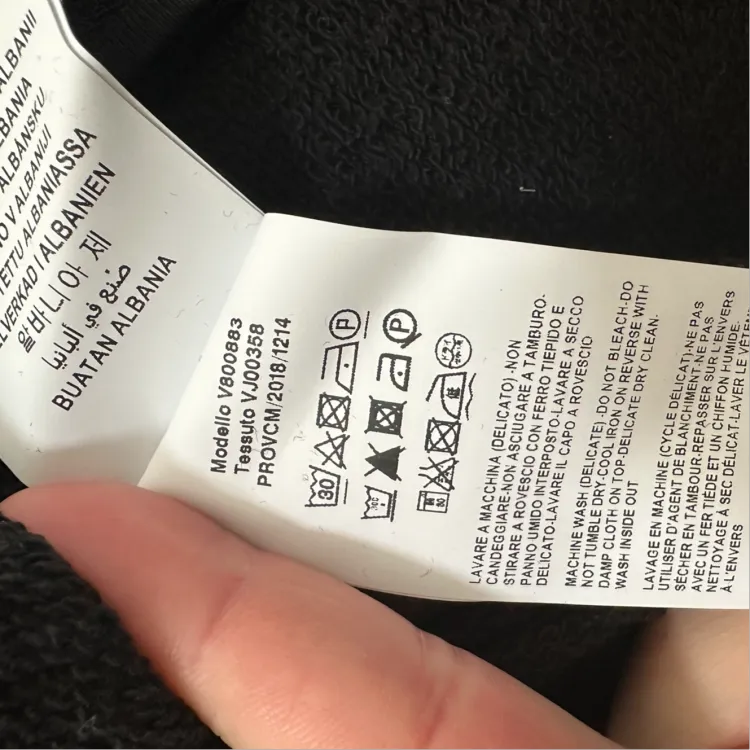 ALBANII
ALBANSKU
V ALBANIJI
ALBANIASSA
ALBANIEN
알바니아 제
صنع في ألبانيا
BUATAN ALBANIA
Modello V800883
Tessuto VJ00358
PROVCM/2018/1214
30
P
P
LAVARE A MACCHINA (DELICATO)-NON
CANDEGGIARE-NON ASCIUGARE A TAMBURO-
STIRARE A ROVESCIO CON FERRO TIEPIDO E
PANNO UMIDO INTERPOSTO-LAVARE A SECCO
DELICATO-LAVARE IL CAPO A ROVESCIO
MACHINE WASH (DELICATE)-DO NOT BLEACH-DO
NOT TUMBLE DRY-COOL IRON ON REVERSE WITH
DAMP CLOTH ON TOP-DELICATE DRY CLEAN-
WASH INSIDE OUT
LAVAGE EN MACHINE (CYCLE DÉLICAT)-NE PAS
UTILISER D'AGENT DE BLANCHIMENT-NE PAS
SÉCHER EN TAMBOUR-REPASSER SUR L'ENVERS
AVEC UN FER TIÈDE ET UN CHIFFON HUMIDE-
NETTOYAGE À SEC DÉLICAT-LAVER LE
À L'ENVERS